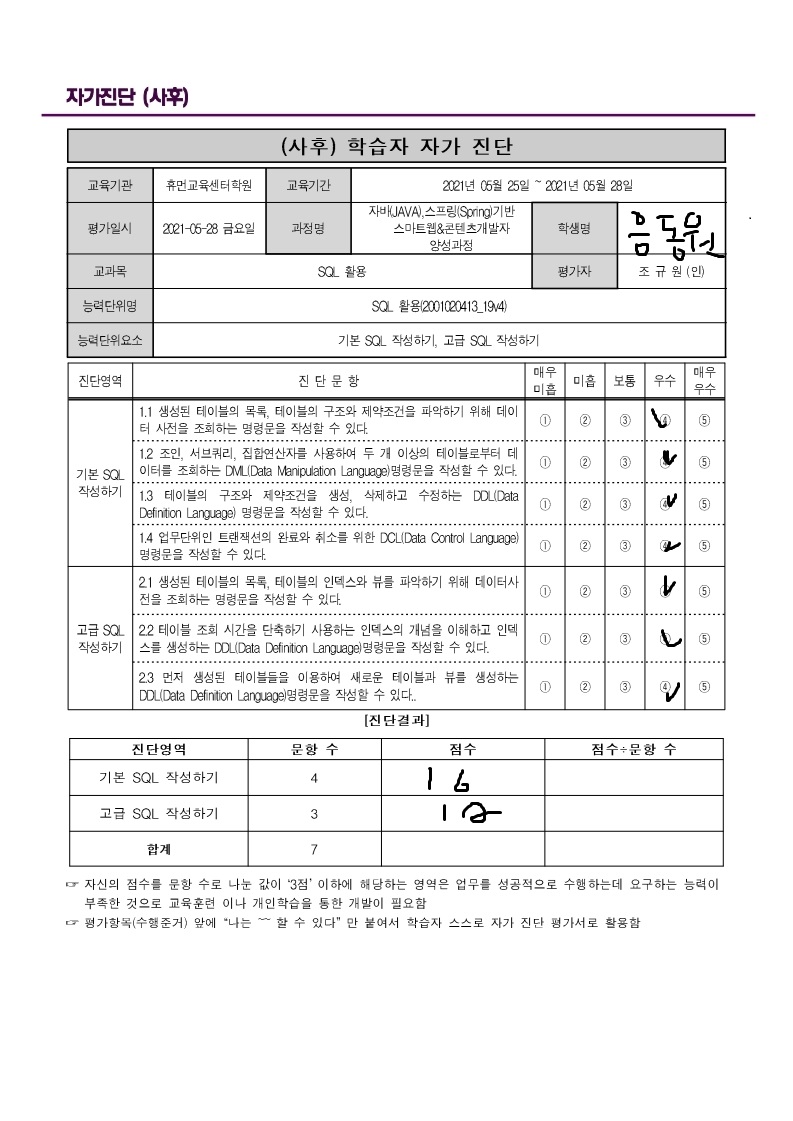 자가진단 (사후)
(사후) 학습자 자가 진단
교육기관 휴먼교육센터학원 교육기간 2021년 05월 25일 ~ 2021년 05월 28일
평가일시 2021-05-28 금요일 과정명 자바(JAVA),스프링(Spring)기반
스마트웹&콘텐츠개발자
양성과정
학생명 음동원
교과목 SQL 활용 평가자 조 규 원 (인)
능력단위명 SQL 활용(2001020413_19v4)
능력단위요소 기본 SQL 작성하기, 고급 SQL 작성하기
진단영역 진 단 문 항 매우 미흡 미흡 보통 우수 매우 우수
기본 SQL
작성하기
1.1 생성된 테이블의 목록, 테이블의 구조와 제약조건을 파악하기 위해 데이
터 사전을 조회하는 명령문을 작성할 수 있다.
① ② ③ ④ ⑤
1.2 조인, 서브쿼리, 집합연산자를 사용하여 두 개 이상의 테이블로부터 데
이터를 조회하는 DML(Data Manipulation Language)명령문을 작성할 수 있다.
① ② ③ ④ ⑤
1.3 테이블의 구조와 제약조건을 생성, 삭제하고 수정하는 DDL(Data
Definition Language) 명령문을 작성할 수 있다.
① ② ③ ④ ⑤
1.4 업무단위인 트랜잭션의 완료와 취소를 위한 DCL(Data Control Language)
명령문을 작성할 수 있다.
① ② ③ ④ ⑤
고급 SQL
작성하기
2.1 생성된 테이블의 목록, 테이블의 인덱스와 뷰를 파악하기 위해 데이터사
전을 조회하는 명령문을 작성할 수 있다.
① ② ③ ④ ⑤
2.2 테이블 조회 시간을 단축하기 사용하는 인덱스의 개념을 이해하고 인덱
스를 생성하는 DDL(Data Definition Language)명령문을 작성할 수 있다.
① ② ③ ④ ⑤
2.3 먼저 생성된 테이블들을 이용하여 새로운 테이블과 뷰를 생성하는
DDL(Data Definition Language)명령문을 작성할 수 있다..
① ② ③ ④ ⑤
[진단결과]
진단영역 문항 수 점수 점수÷문항 수
기본 SQL 작성하기 4 16
고급 SQL 작성하기 3 12
합계 7
☞ 자신의 점수를 문항 수로 나눈 값이 ‘3점’ 이하에 해당하는 영역은 업무를 성공적으로 수행하는데 요구하는 능력이
부족한 것으로 교육훈련 이나 개인학습을 통한 개발이 필요함
☞ 평가항목(수행준거) 앞에 “나는 ~~ 할 수 있다” 만 붙여서 학습자 스스로 자가 진단 평가서로 활용함